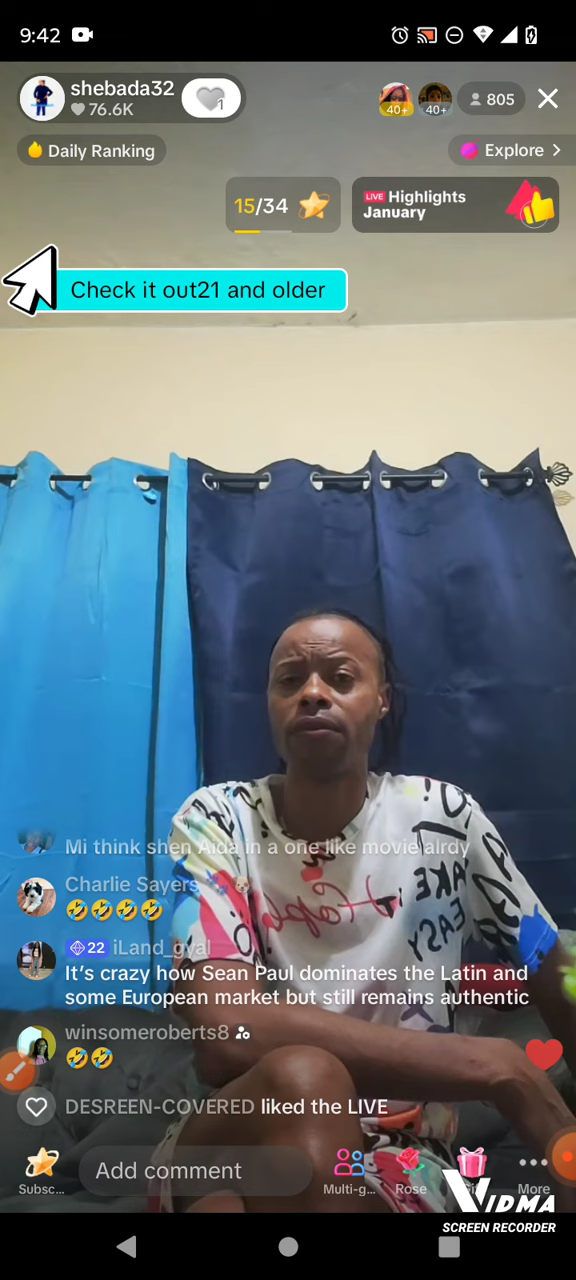 9:42
shebada32
76.6K
1
40+
40+
805
Daily Ranking
Explore
15/34
LIVE Highlights
January
Check it out21 and older
Mi think shen Aida in a one like movie alrdy
Charlie Sayers
🤣🤣🤣🤣
22 iLand_gyal
It's crazy how Sean Paul dominates the Latin and
some European market but still remains authentic
winsomeroberts8
🤣🤣
DESREEN-COVERED liked the LIVE
Subsc...
Add comment
Multi-g...
Rose
More
VIDMA
SCREEN RECORDER